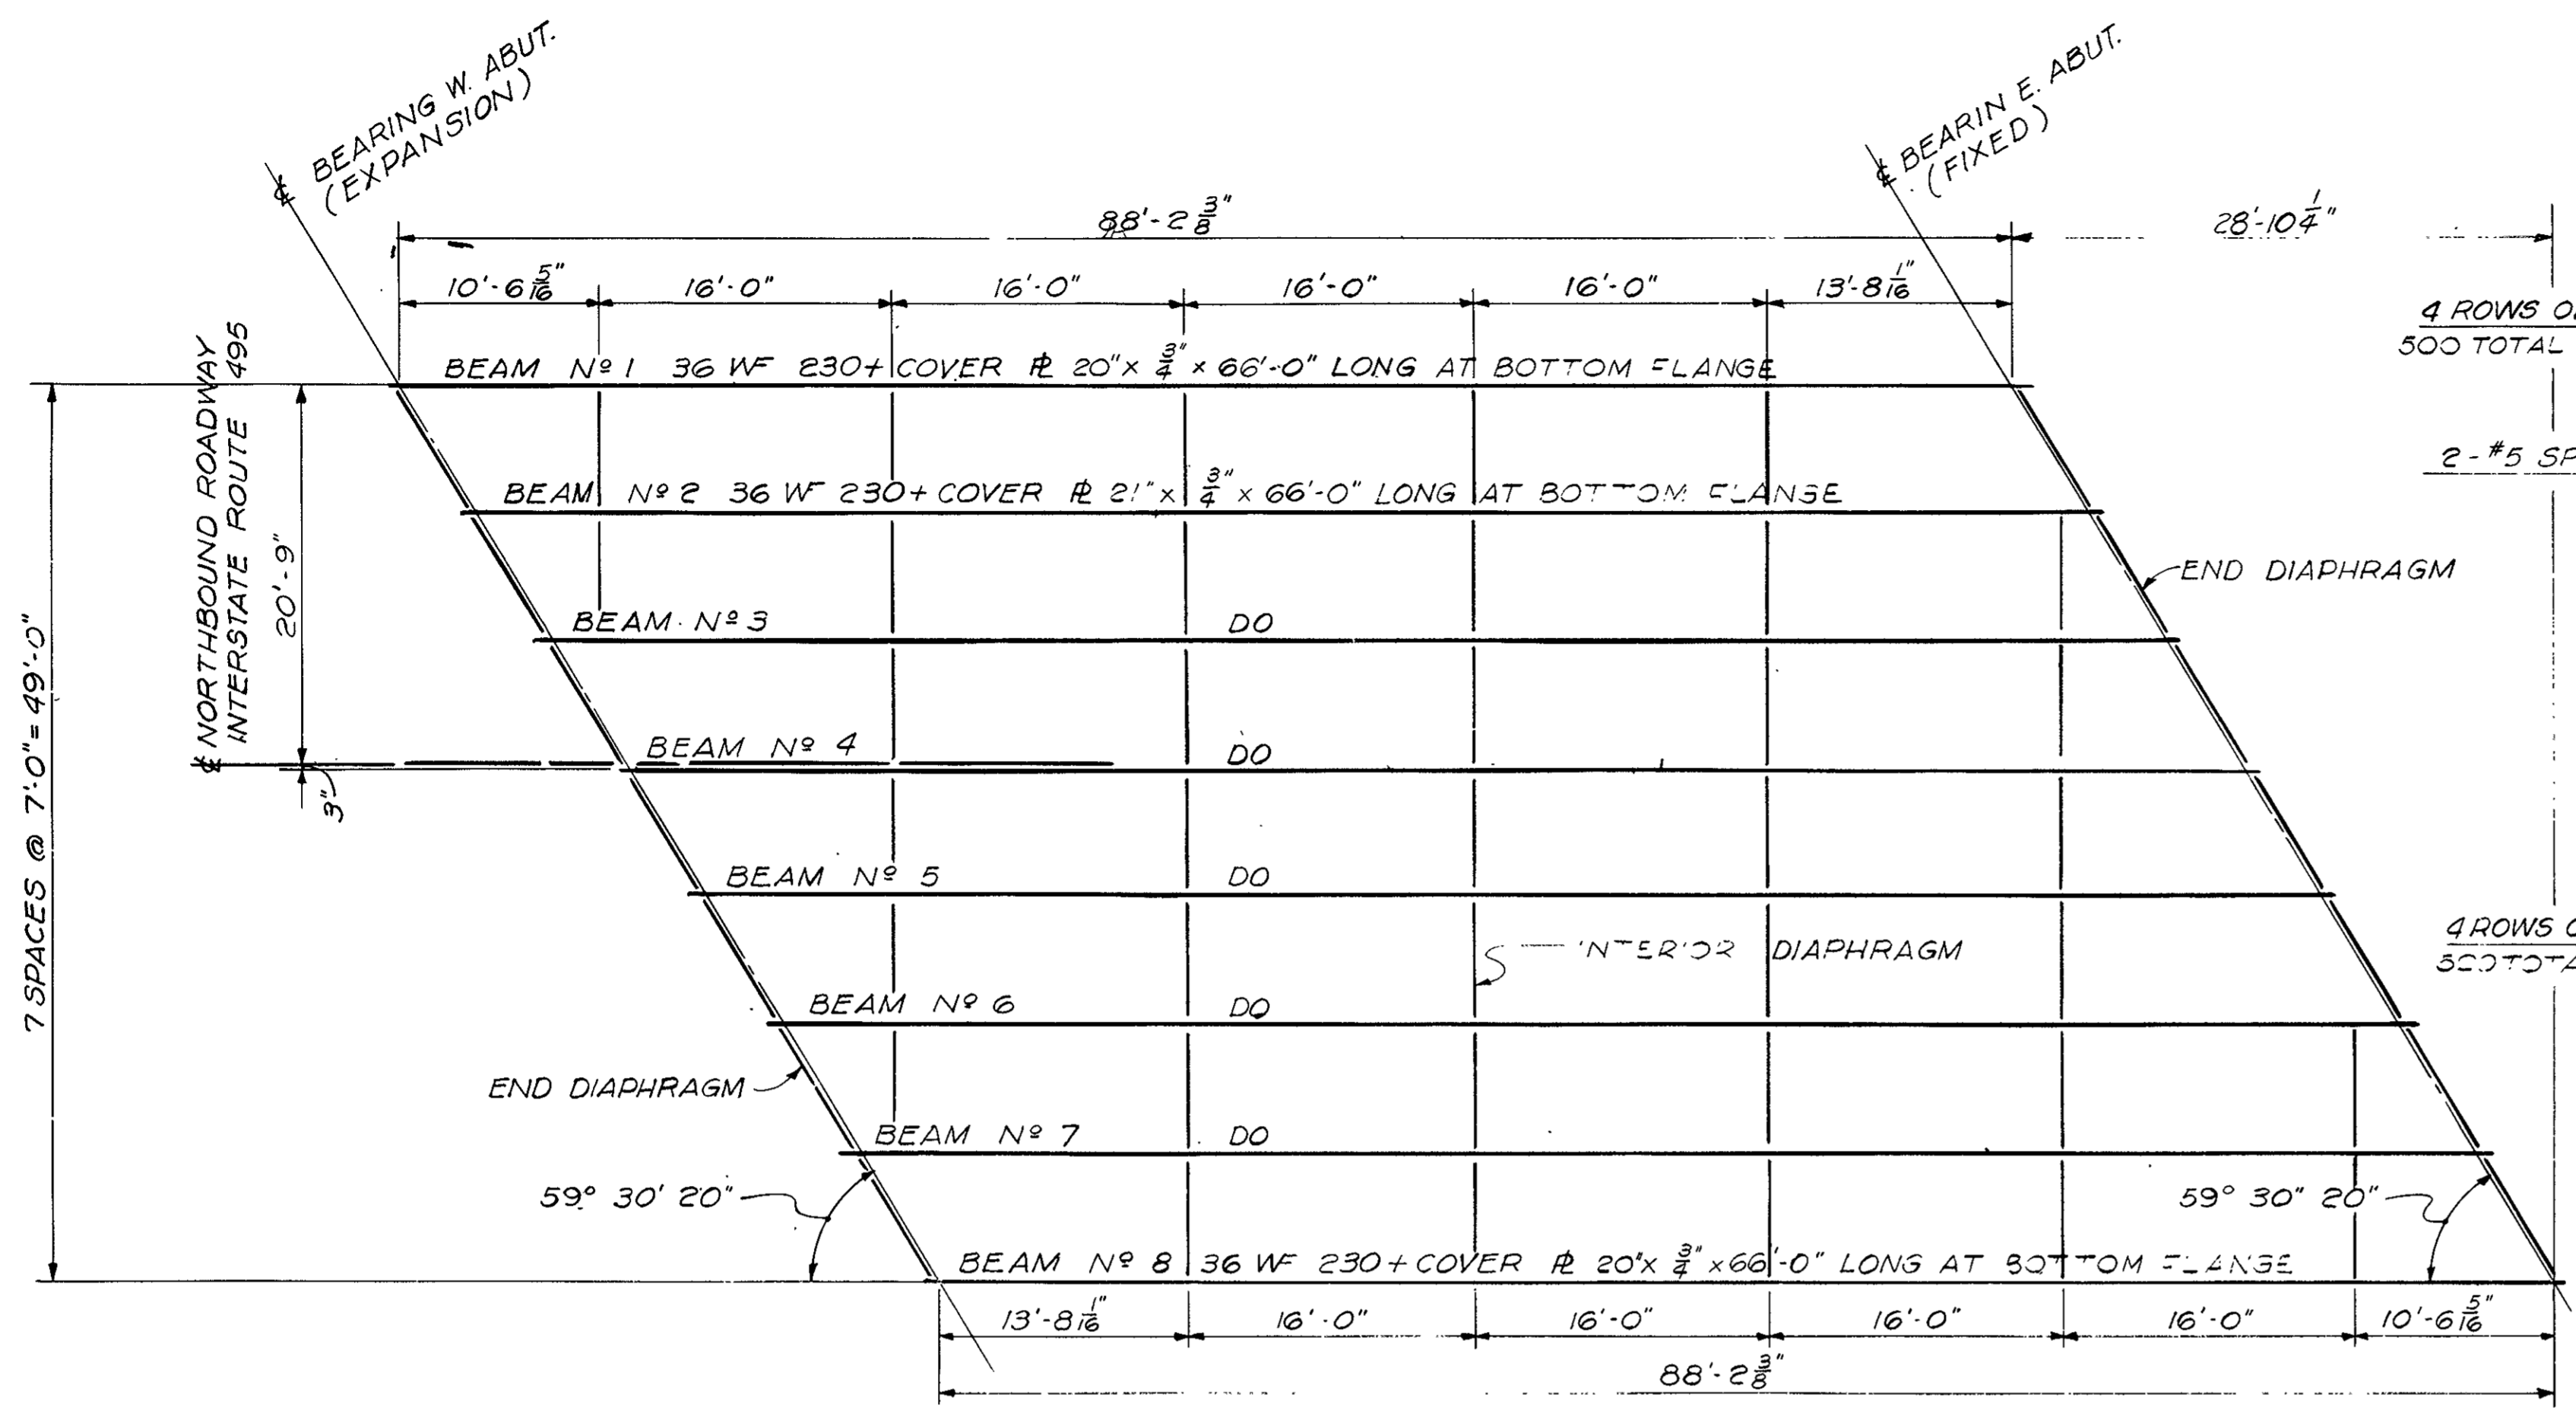 ℄ BEARING W. ABUT.
(EXPANSION)
℄ BEARIN E. ABUT.
(FIXED)
88'-2 3/8"
28'-10 1/4"
10'-6 5/16"
16'-0"
16'-0"
16'-0"
16'-0"
13'-8 1/16"
4 ROWS
500 TOTAL
℄ NORTHBOUND ROADWAY
INTERSTATE ROUTE 495
20'-9"
3"
7 SPACES @ 7'-0" = 49'-0"
BEAM Nº 1 36 WF 230 + COVER ℄ 20" x 3/4" x 66'-0" LONG AT BOTTOM FLANGE
2-#5
BEAM Nº 2 36 WF 230 + COVER ℄ 21" x 3/4" x 66'-0" LONG AT BOTTOM FLANGE
END DIAPHRAGM
BEAM Nº 3 DO
BEAM Nº 4 DO
BEAM Nº 5 DO
INTERIOR DIAPHRAGM
4 ROWS
BEAM Nº 6 DO
END DIAPHRAGM
BEAM Nº 7 DO
59° 30' 20"
59° 30" 20"
BEAM Nº 8 36 WF 230 + COVER ℄ 20" x 3/4" x 66'-0" LONG AT BOTTOM FLANGE
13'-8 1/16"
16'-0"
16'-0"
16'-0"
16'-0"
10'-6 5/16"
88'-2 3/8"